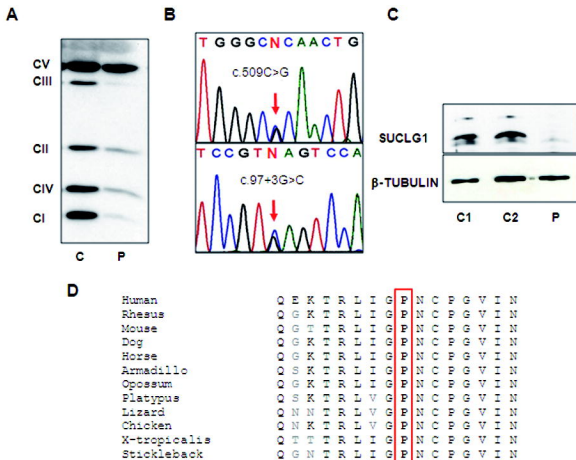 A
CV
CIII
CII
CIV
CI
C P
B
T G G G C N C A A C T G
c.509C>G
T C C G T N A G T C C A
c.97+3G>C
C
SUCLG1
β-TUBULIN
C1 C2 P
D
Human Q E K T R L I G P N C P G V I N
Rhesus Q G K T R L I G P N C P G V I N
Mouse Q G T T R L I G P N C P G V I N
Dog Q G K T R L I G P N C P G V I N
Horse Q G K T R L I G P N C P G V I N
Armadillo Q S K T R L I G P N C P G V I N
Opossum Q G K T R L I G P N C P G V I N
Platypus Q S K T R L V G P N C P G V I N
Lizard Q N N T R L V G P N C P G V I N
Chicken Q N K T R L V G P N C P G V I N
X-tropicalis Q T T T R L I G P N C P G V I N
Stickleback Q G N T R L I G P N C P G V I N